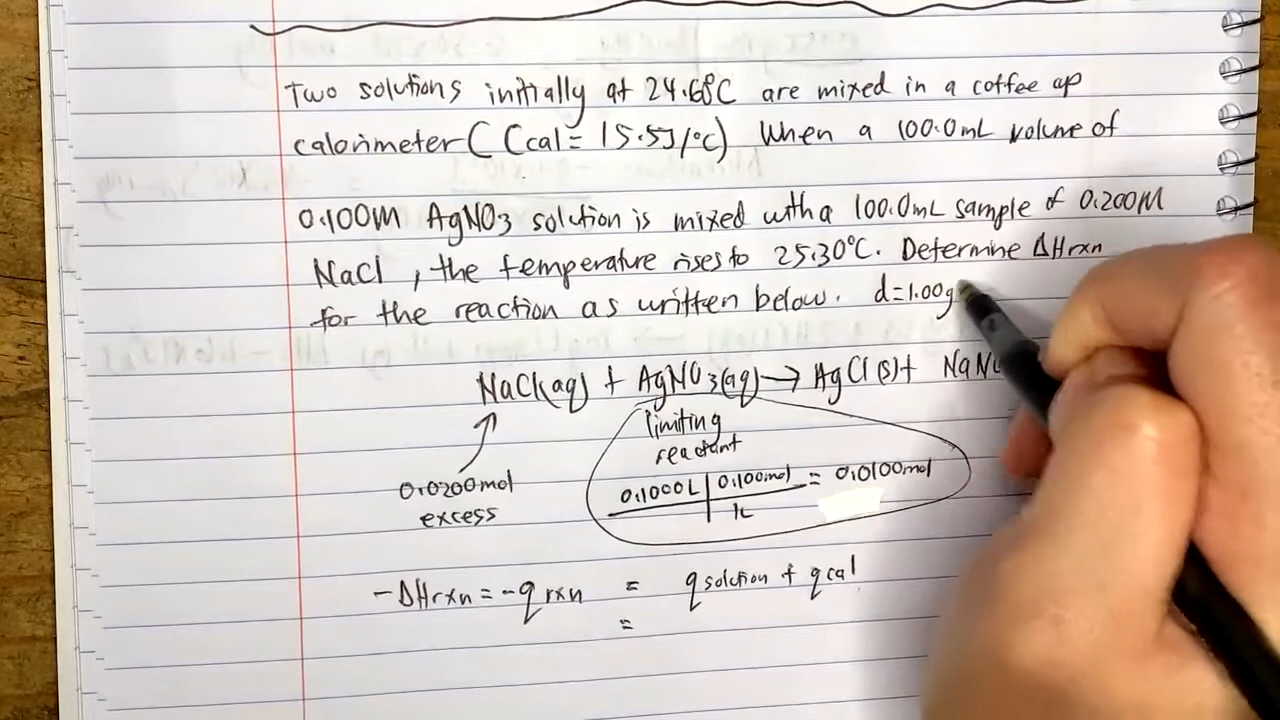 Two solutions initially at 24.68°C are mixed in a coffee cup
calorimeter (Ccal = 15.5J/°C) When a 100.0mL volume of
0.100M AgNO3 solution is mixed with a 100.0mL sample of 0.200M
NaCl, the temperature rises to 25.30°C. Determine ΔHrxn
for the reaction as written below. d=1.00g
NaCl(aq) + AgNO3(aq) → AgCl(s) +
limiting
reactant
0.0200mol
excess
0.1000L | 0.100mol = 0.0100mol
1L
-ΔHrxn = -qrxn = qsolution + qcal
=